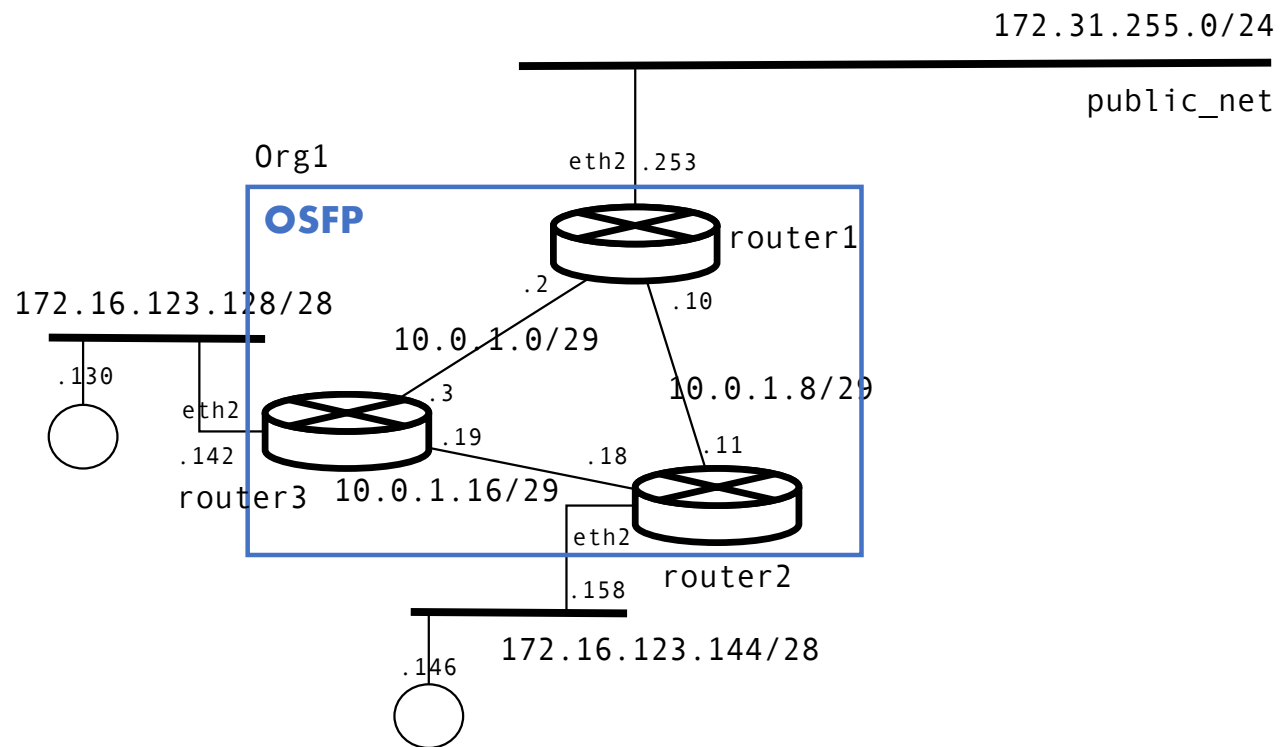 172.31.255.0/24
public_net
Org1
eth2
.253
OSFP
router1
.2
.10
172.16.123.128/28
10.0.1.0/29
.130
10.0.1.8/29
eth2
.3
.142
.19
.18
.11
router3
10.0.1.16/29
eth2
router2
.158
172.16.123.144/28
.146